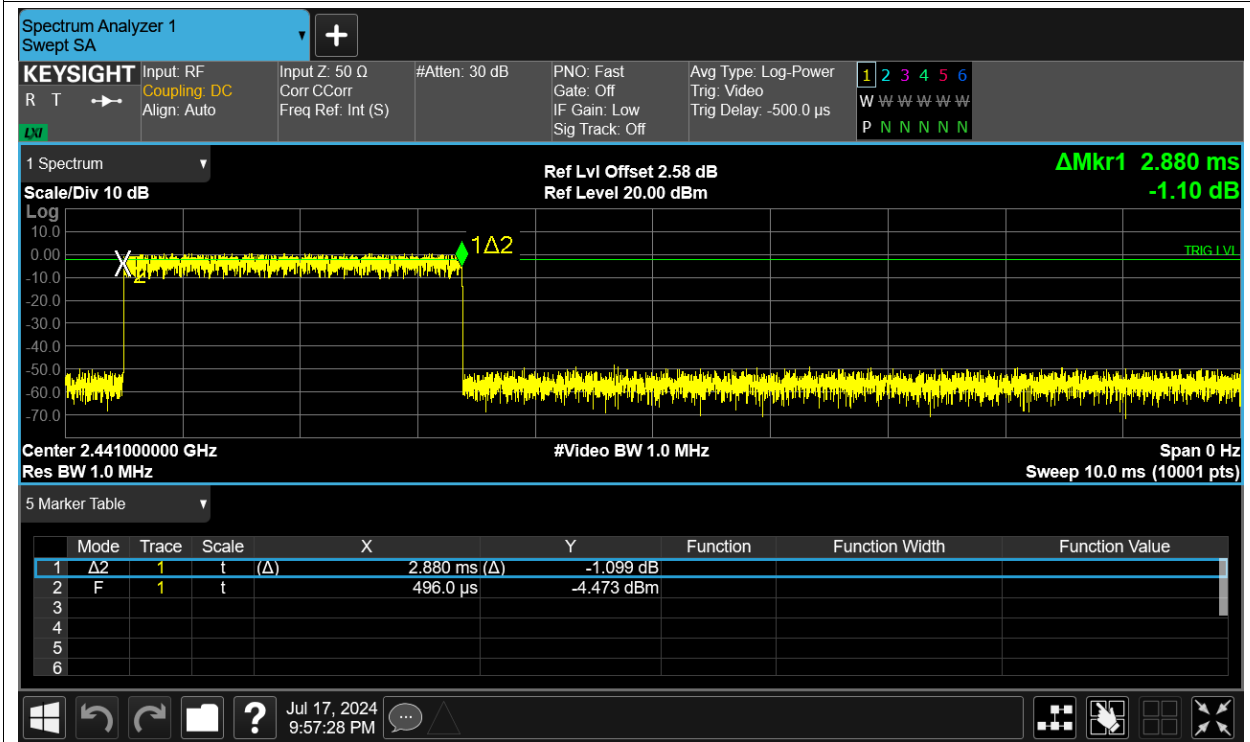 Spectrum Analyzer 1
Swept SA
+
KEYSIGHT
R T
LXI
Input: RF
Coupling: DC
Align: Auto
Input Z: 50 Ω
Corr CCorr
Freq Ref: Int (S)
#Atten: 30 dB
PNO: Fast
Gate: Off
IF Gain: Low
Sig Track: Off
Avg Type: Log-Power
Trig: Video
Trig Delay: -500.0 µs
1 2 3 4 5 6
W W W W W W
P N N N N N
1 Spectrum
Scale/Div 10 dB
Ref Lvl Offset 2.58 dB
Ref Level 20.00 dBm
ΔMkr1 2.880 ms
-1.10 dB
Log
10.0
0.00
-10.0
-20.0
-30.0
-40.0
-50.0
-60.0
-70.0
X
2
1Δ2
TRIG LVL
Center 2.441000000 GHz
Res BW 1.0 MHz
#Video BW 1.0 MHz
Span 0 Hz
Sweep 10.0 ms (10001 pts)
5 Marker Table
Mode Trace Scale X Y Function Function Width Function Value
1 Δ2 1 t (Δ) 2.880 ms (Δ) -1.099 dB
2 F 1 t 496.0 µs -4.473 dBm
3
4
5
6
?
Jul 17, 2024
9:57:28 PM